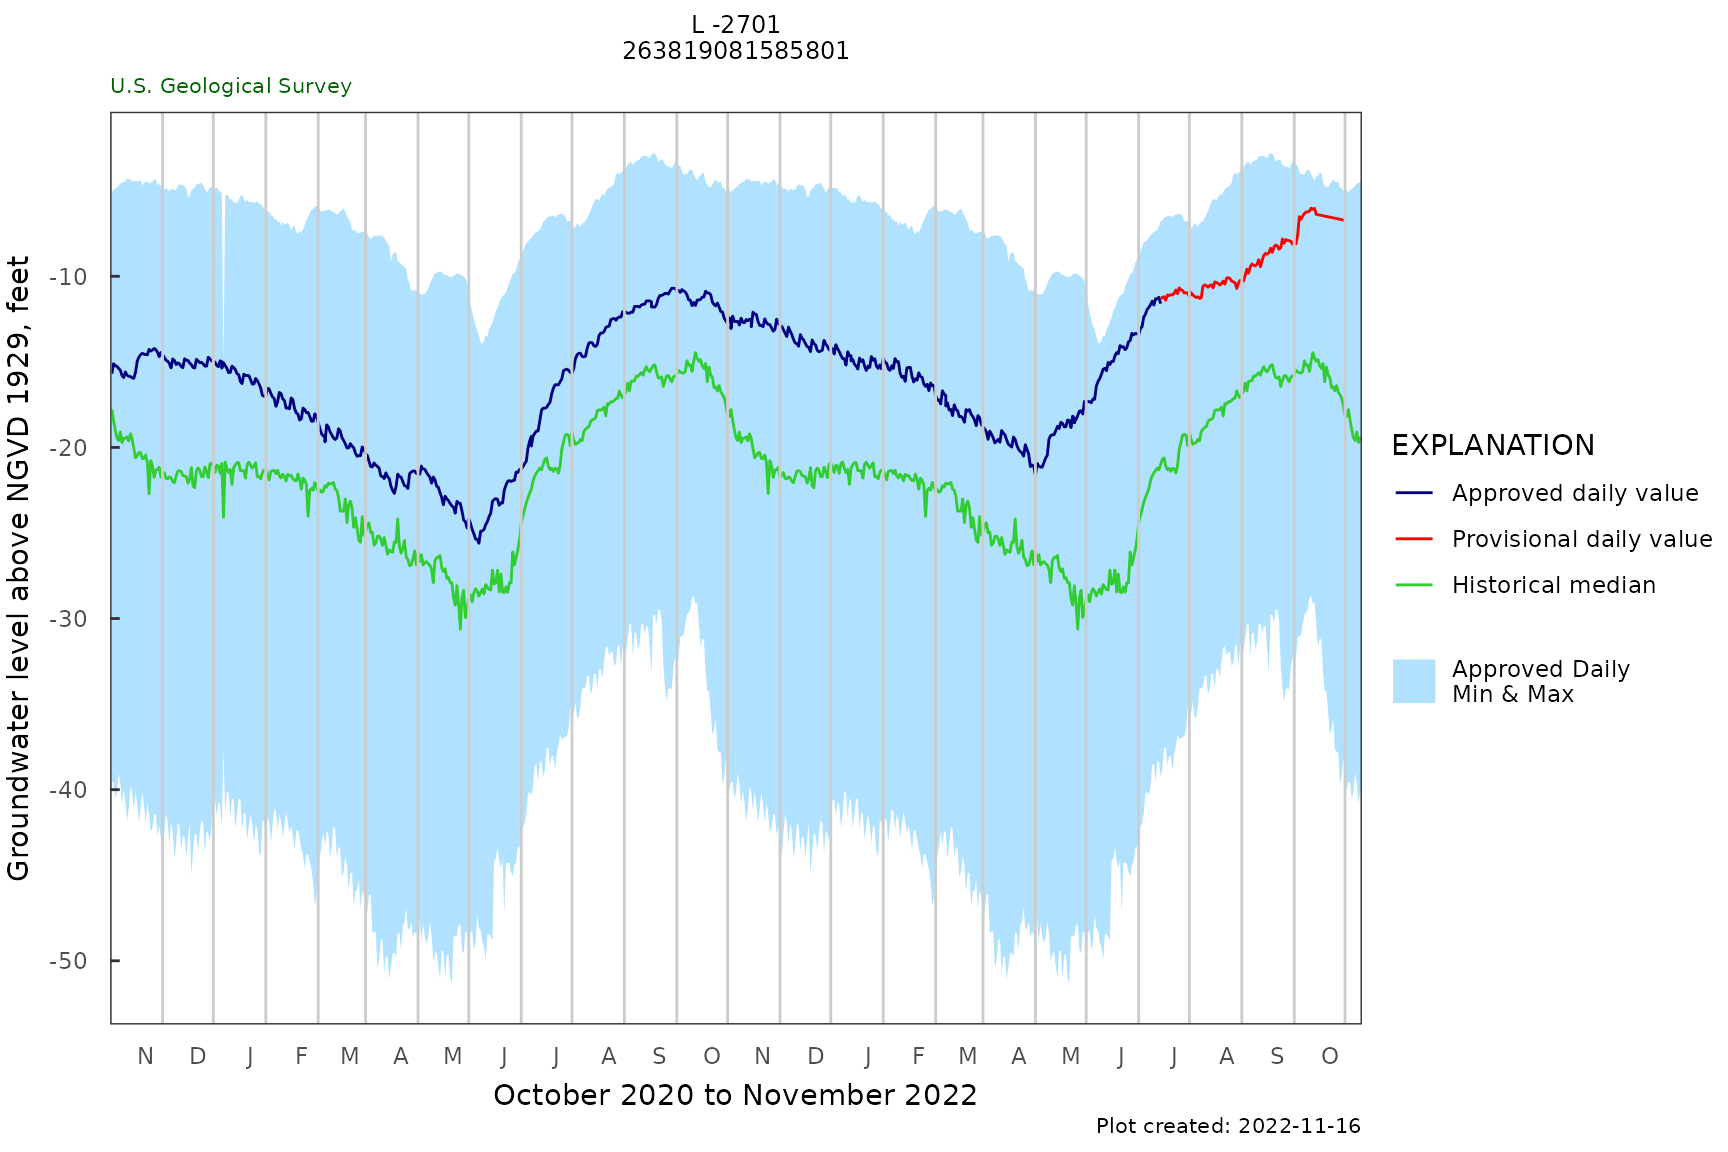 L -2701
263819081585801
U.S. Geological Survey
Groundwater level above NGVD 1929, feet
-10
-20
-30
-40
-50
N D J F M A M J J A S O N D J F M A M J J A S O
October 2020 to November 2022
Plot created: 2022-11-16
EXPLANATION
Approved daily value
Provisional daily value
Historical median
Approved Daily
Min & Max